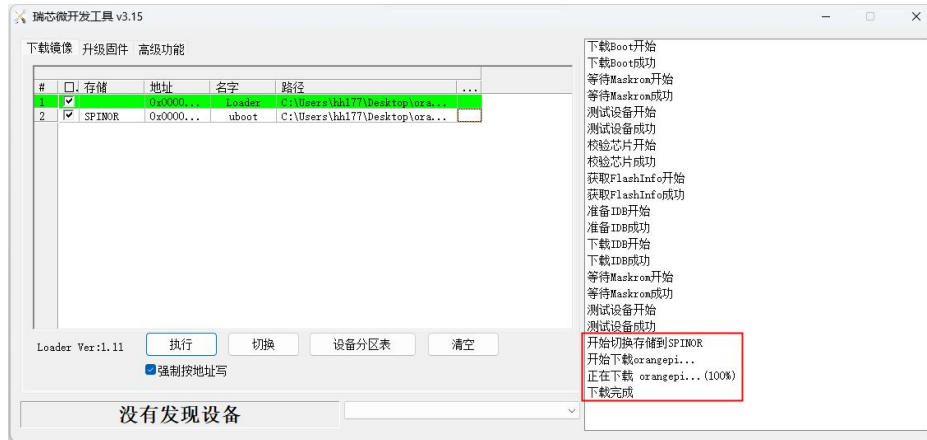 瑞芯微开发工具 v3.15
下载镜像 升级固件 高级功能
# 存储 地址 名字 路径 ...
1 0x0000... Loader C:\Users\hh177\Desktop\ora...
2 SPINOR 0x0000... uboot C:\Users\hh177\Desktop\ora...
Loader Ver:1.11 执行 切换 设备分区表 清空
强制按地址写
没有发现设备
下载Boot开始
下载Boot成功
等待Maskrom开始
等待Maskrom成功
测试设备开始
测试设备成功
校验芯片开始
校验芯片成功
获取FlashInfo开始
获取FlashInfo成功
准备IDB开始
准备IDB成功
下载IDB开始
下载IDB成功
等待Maskrom开始
等待Maskrom成功
测试设备开始
测试设备成功
开始切换存储到SPINOR
开始下载orangepi...
正在下载 orangepi...(100%)
下载完成